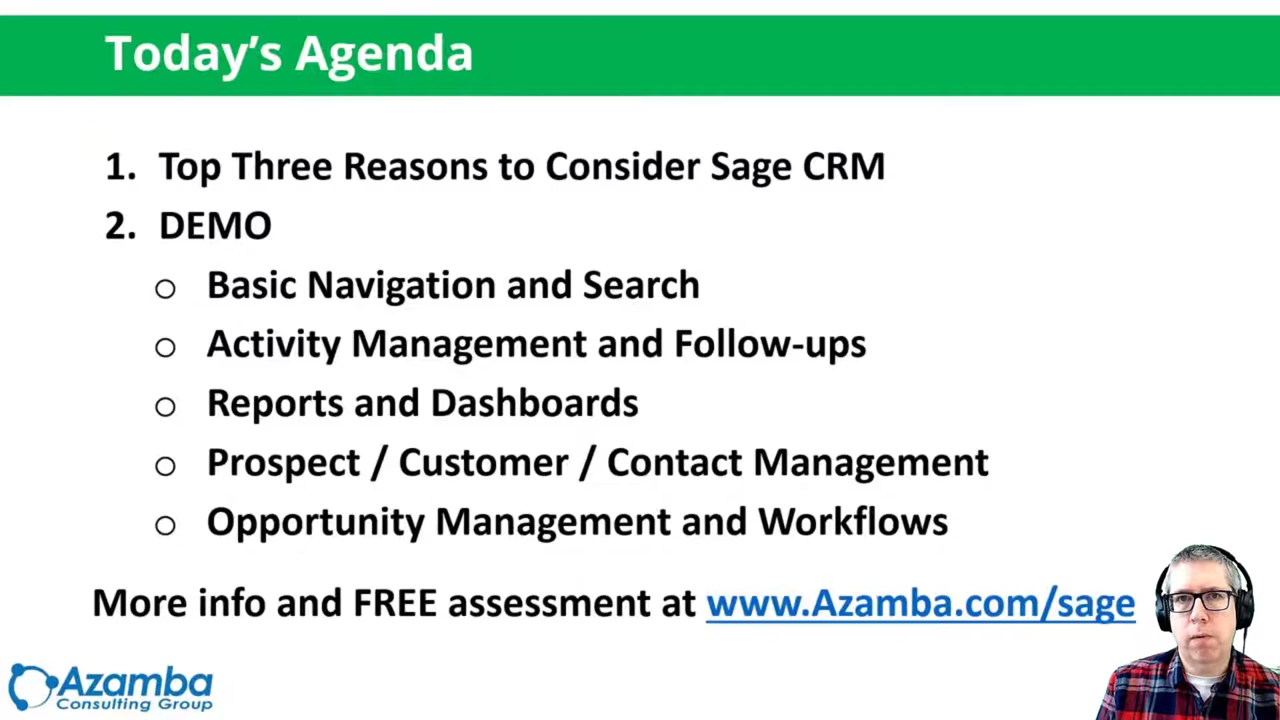 Today's Agenda
1. Top Three Reasons to Consider Sage CRM
2. DEMO
o Basic Navigation and Search
o Activity Management and Follow-ups
o Reports and Dashboards
o Prospect / Customer / Contact Management
o Opportunity Management and Workflows
More info and FREE assessment at www.Azamba.com/sage
Azamba
Consulting Group